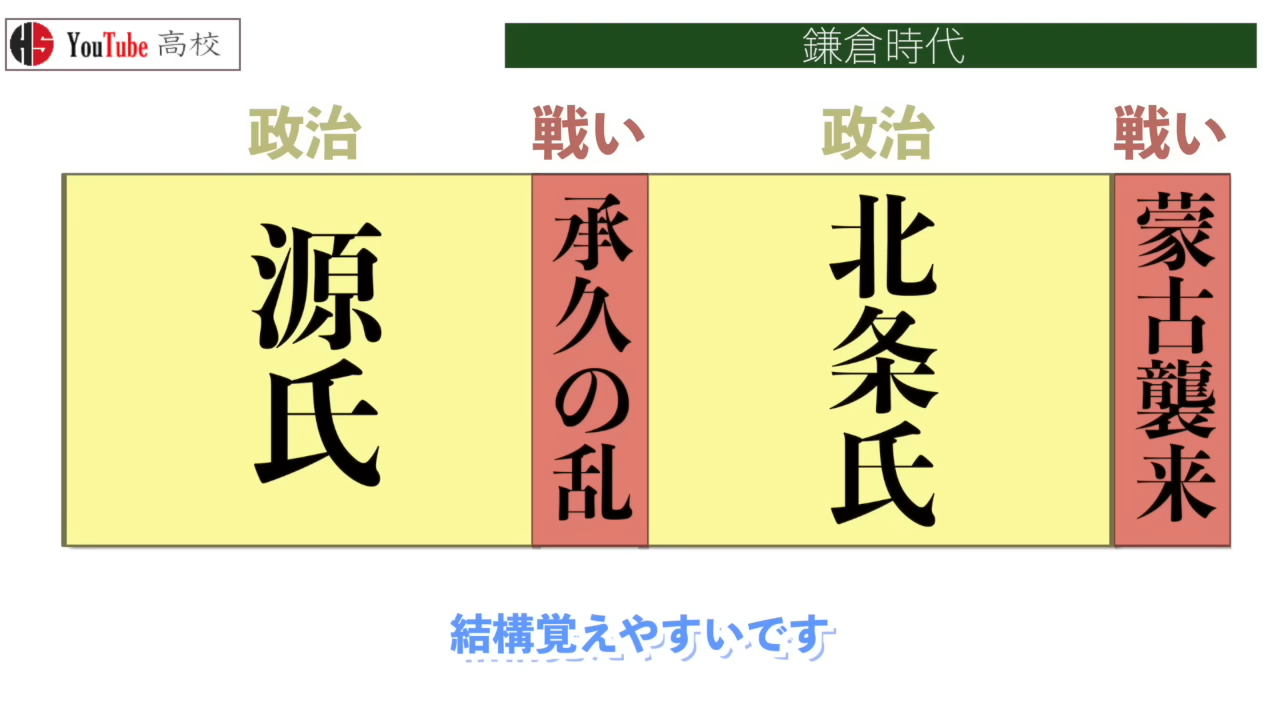 HS YouTube 高校
鎌倉時代
政治
戦い
政治
戦い
源氏
承久の乱
北条氏
蒙古襲来
結構覚えやすいです